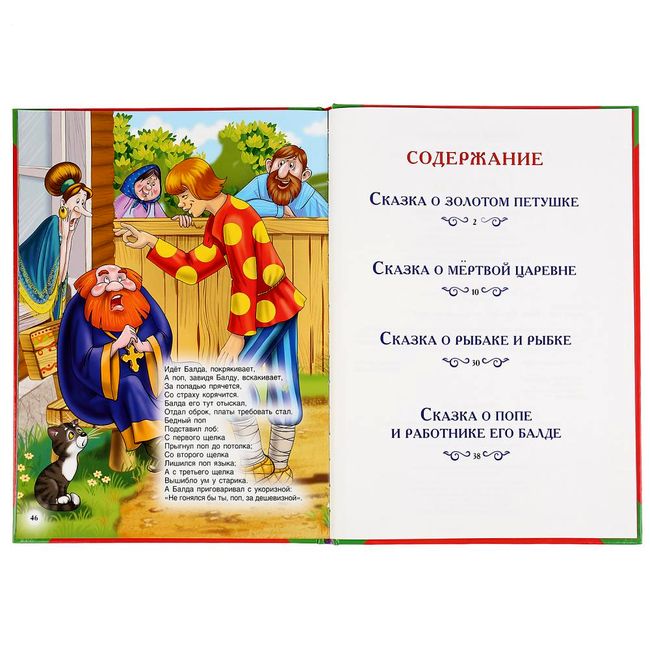 Идёт Балда, покрякивает,
А поп, завидя Балду, вскакивает,
За попадью прячется,
Со страху корячится.
Балда его тут отыскал,
Отдал оброк, платы требовать стал.
Бедный поп
Подставил лоб:
С первого щелка
Прыгнул поп до потолка;
Со второго щелка
Лишился поп языка;
А с третьего щелка
Вышибло ум у старика.
А Балда приговаривал с укоризной:
«Не гонялся бы ты, поп, за дешевизной».
46
СОДЕРЖАНИЕ
СКАЗКА О ЗОЛОТОМ ПЕТУШКЕ
2
СКАЗКА О МЁРТВОЙ ЦАРЕВНЕ
10
СКАЗКА О РЫБАКЕ И РЫБКЕ
30
СКАЗКА О ПОПЕ
И РАБОТНИКЕ ЕГО БАЛДЕ
38